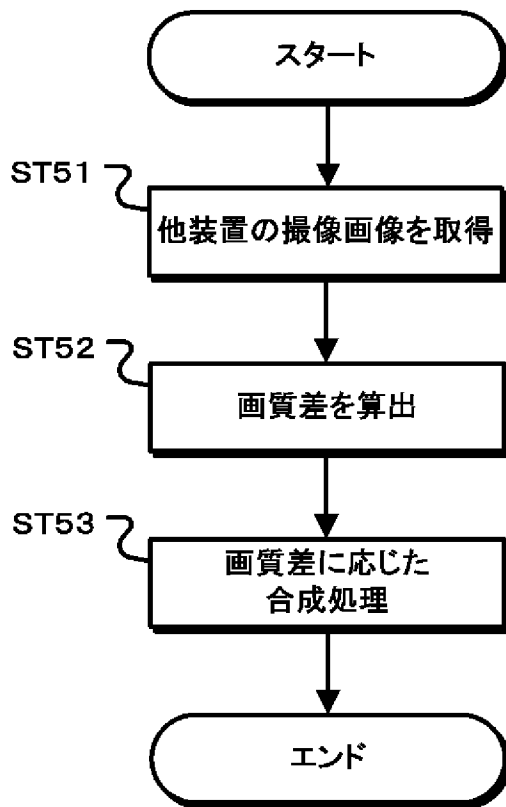 スタート
ST51
他装置の撮像画像を取得
ST52
画質差を算出
ST53
画質差に応じた
合成処理
エンド